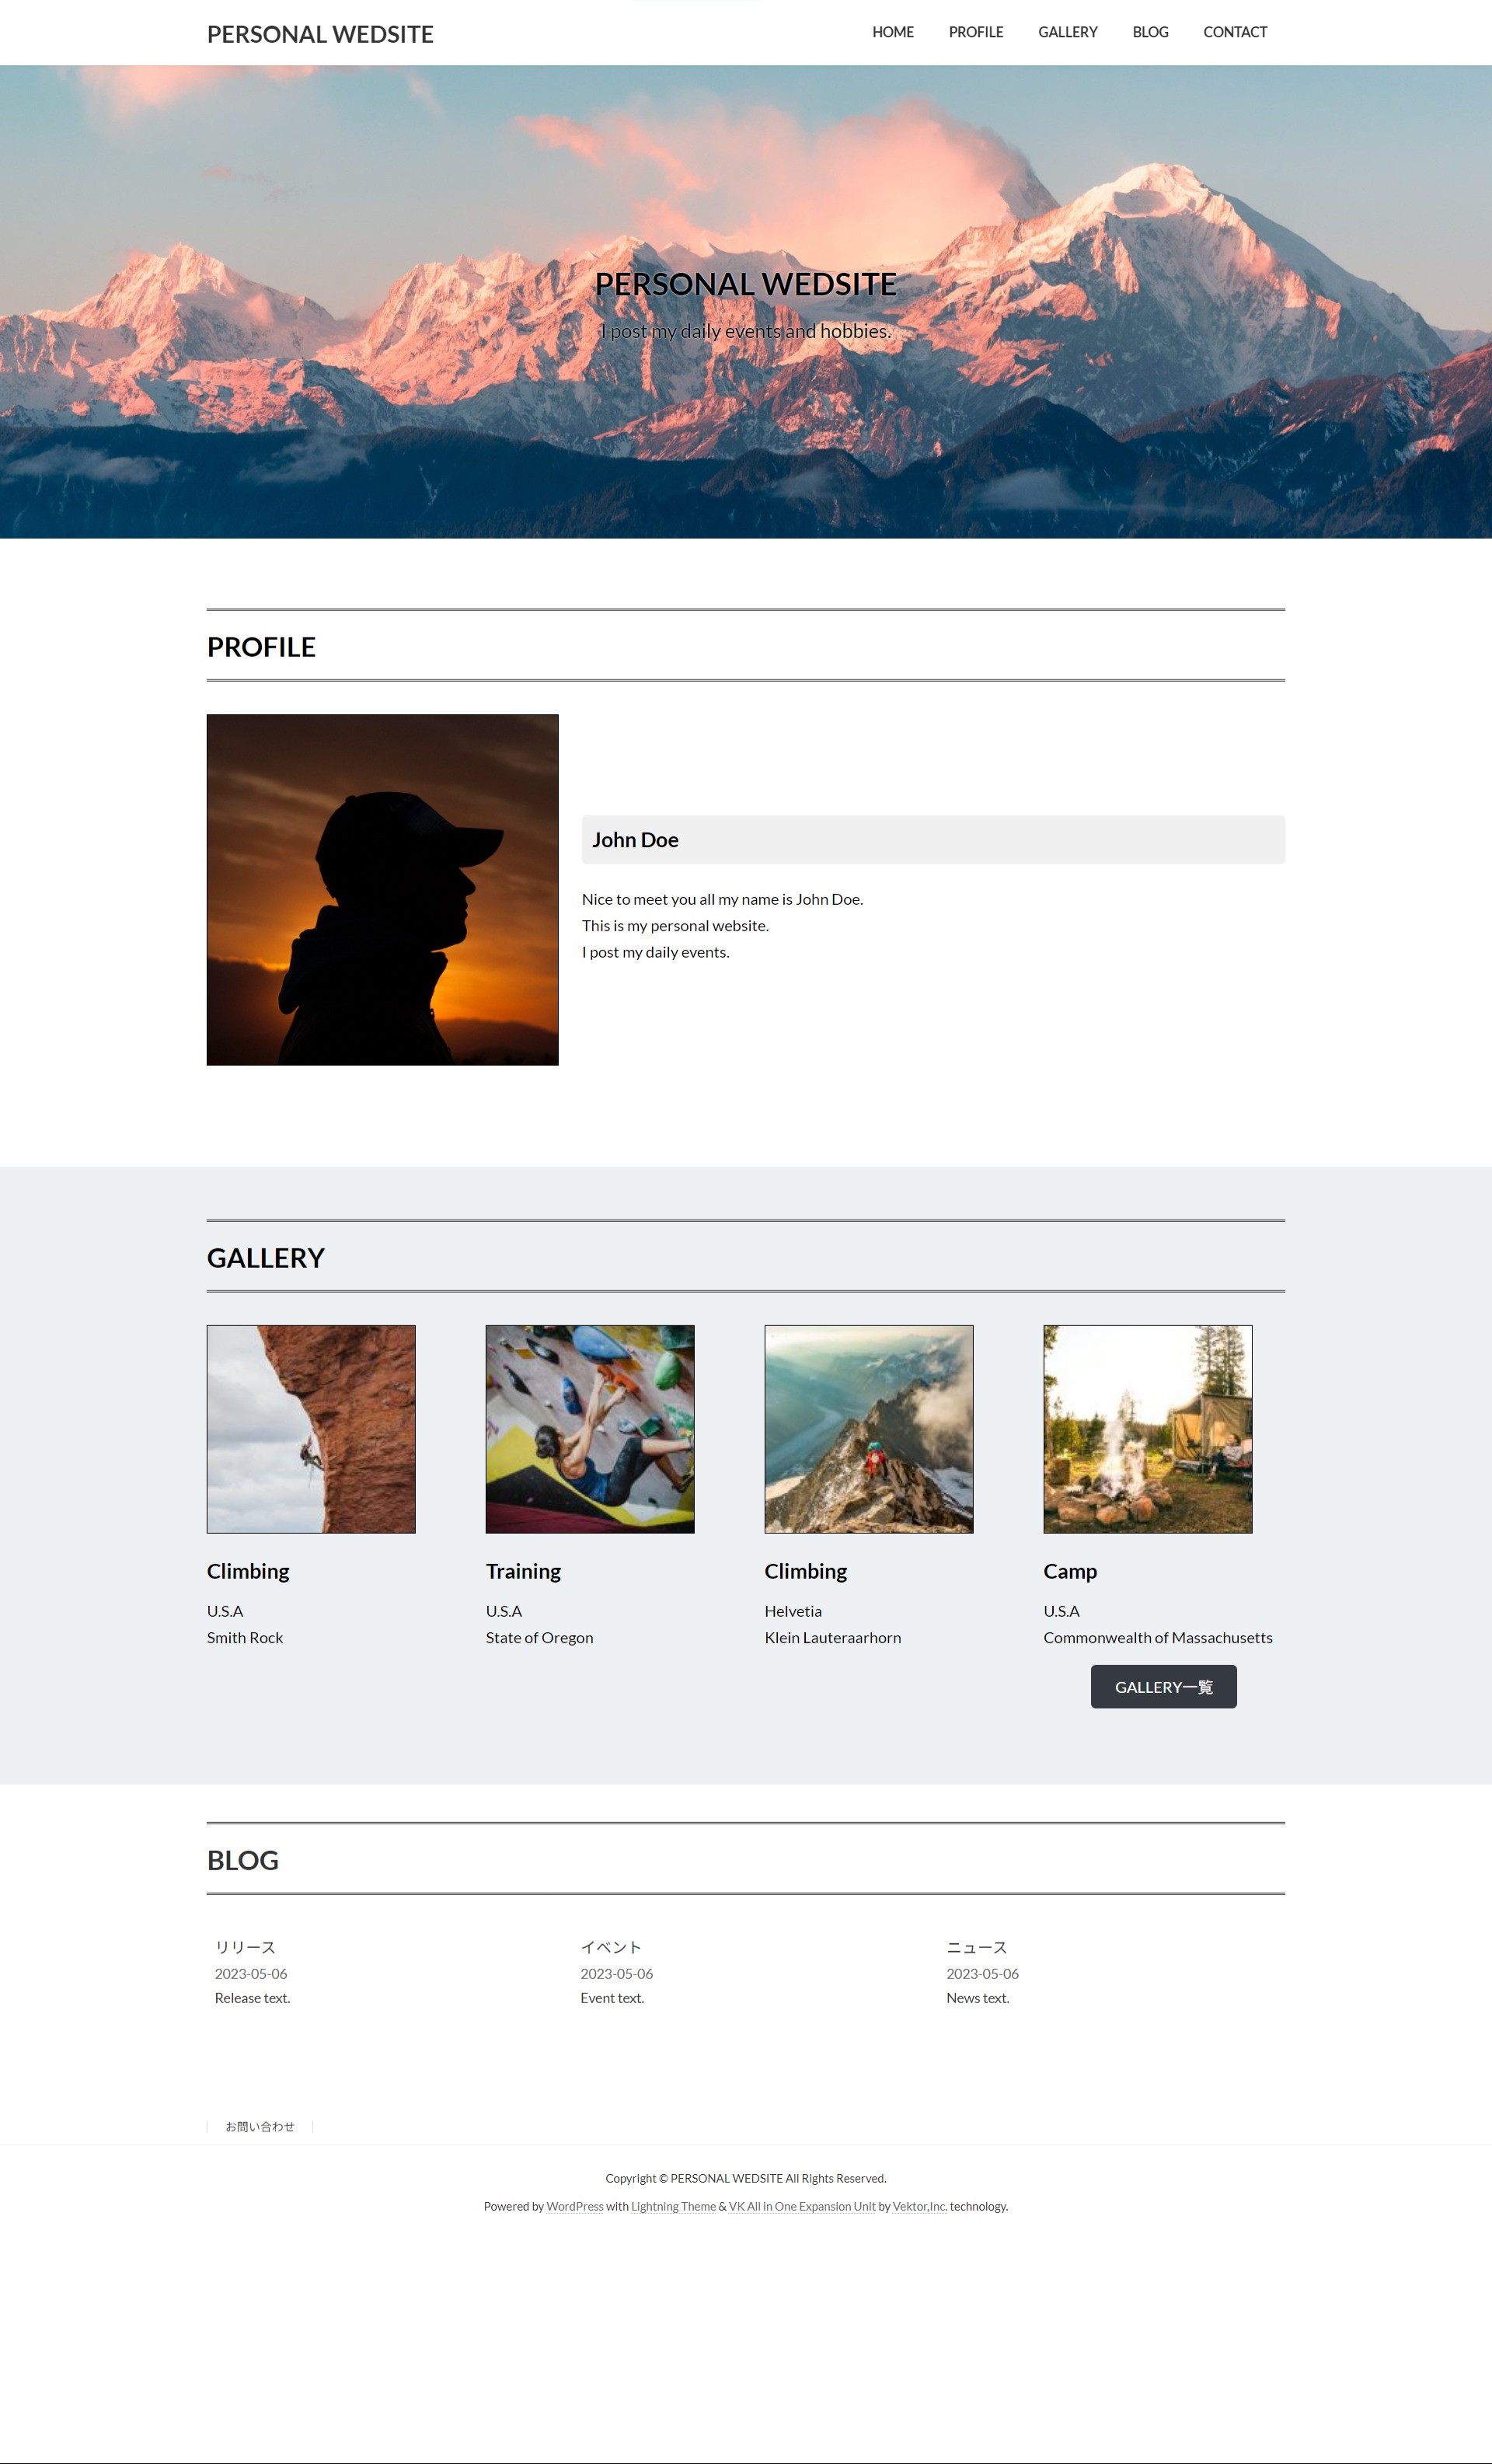 PERSONAL WEDSITE
HOME PROFILE GALLERY BLOG CONTACT
PERSONAL WEDSITE
I post my daily events and hobbies.
PROFILE
John Doe
Nice to meet you all my name is John Doe.
This is my personal website.
I post my daily events.
GALLERY
Climbing
U.S.A
Smith Rock
Training
U.S.A
State of Oregon
Climbing
Helvetia
Klein Lauteraarhorn
Camp
U.S.A
Commonwealth of Massachusetts
GALLERY一覧
BLOG
リリース
2023-05-06
Release text.
イベント
2023-05-06
Event text.
ニュース
2023-05-06
News text.
お問い合わせ
Copyright © PERSONAL WEDSITE All Rights Reserved.
Powered by WordPress with Lightning Theme & VK All in One Expansion Unit by Vektor,Inc. technology.